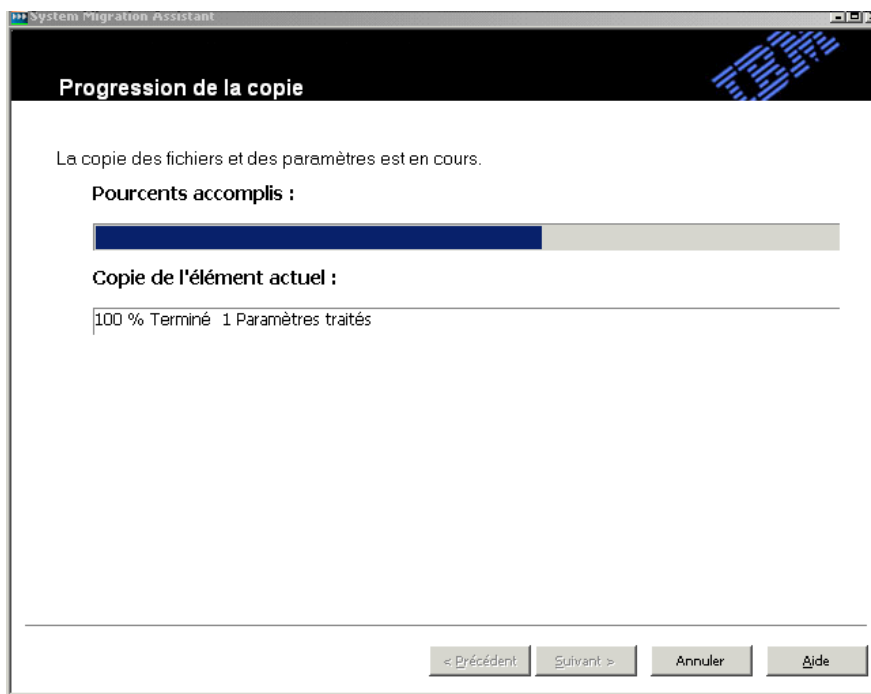 System Migration Assistant
IBM
Progression de la copie
La copie des fichiers et des paramètres est en cours.
Pourcents accomplis :
Copie de l'élément actuel :
100 % Terminé 1 Paramètres traités
< Précédent Suivant > Annuler Aide